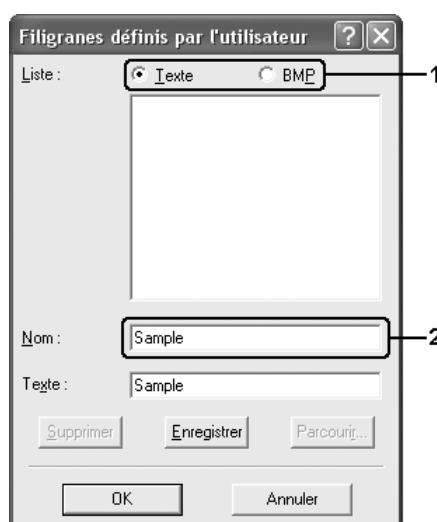 Filigranes définis par l'utilisateur ? X
Liste : Texte BMP 1
Nom : Sample 2
Texte : Sample
Supprimer Enregistrer Parcourir...
OK Annuler